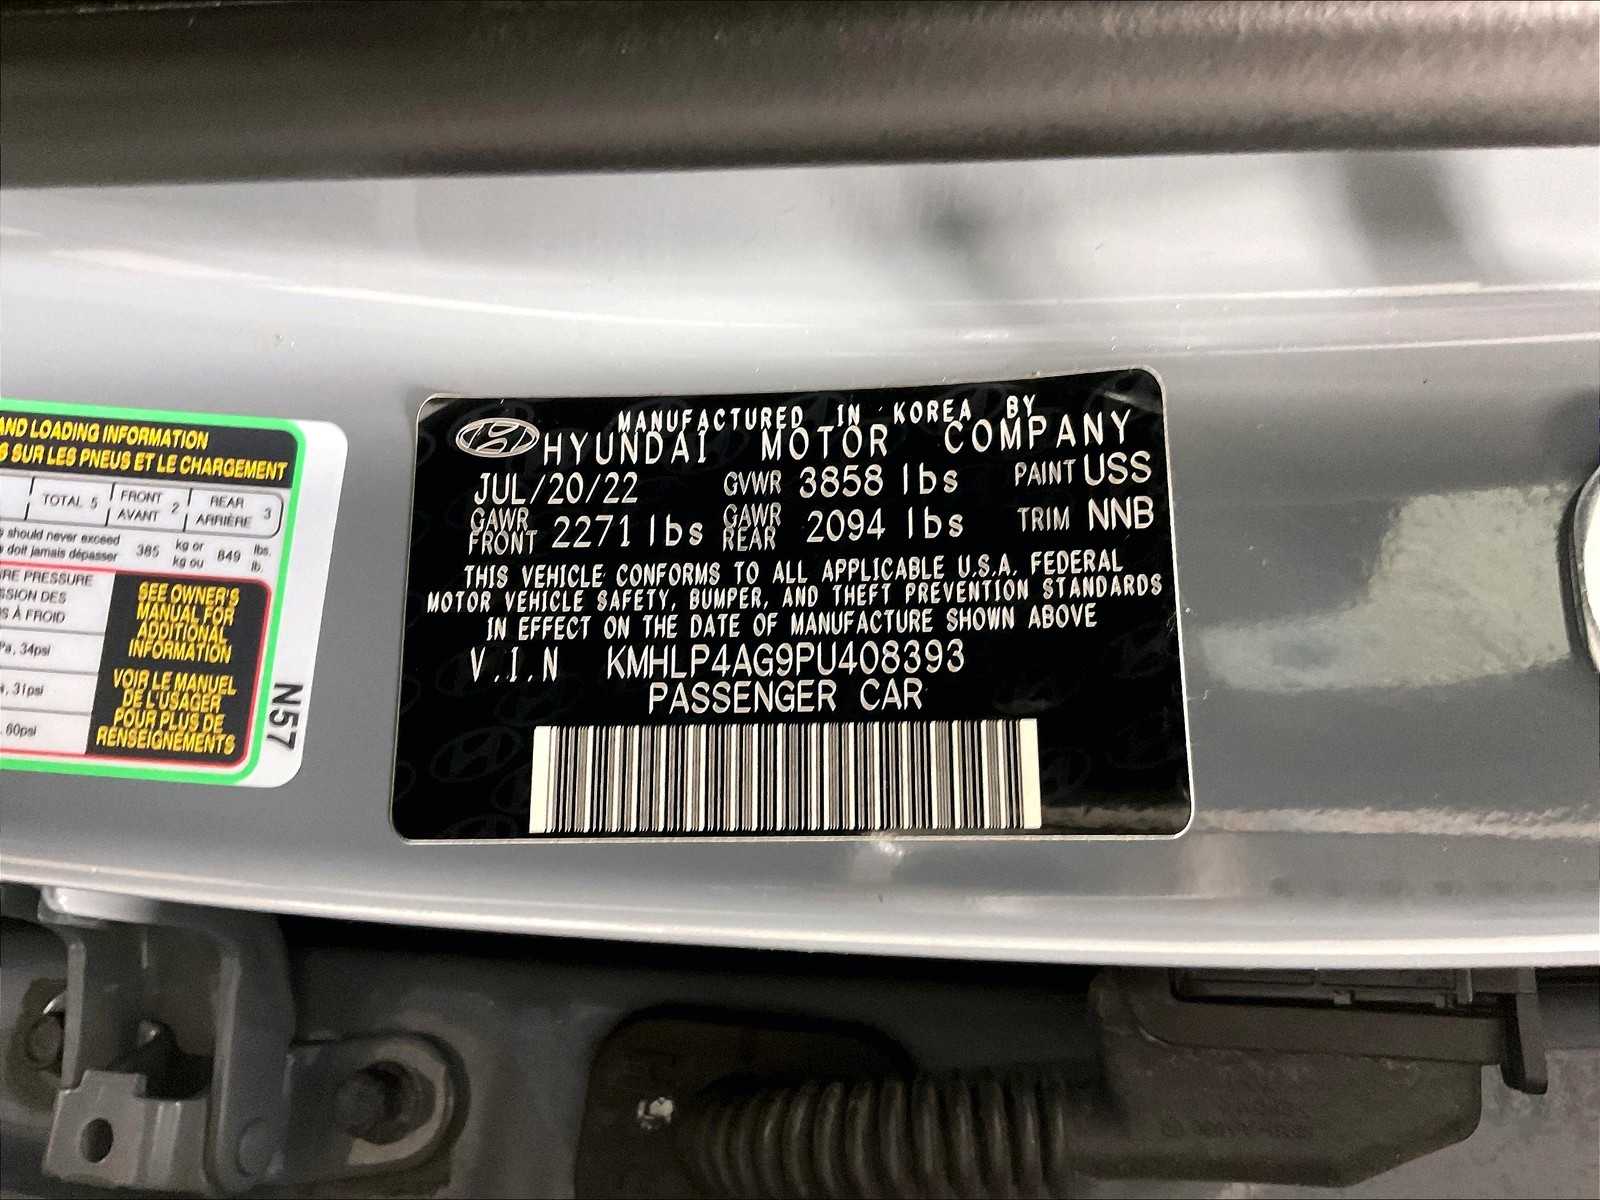 AND LOADING INFORMATION
S SUR LES PNEUS ET LE CHARGEMENT
TOTAL 5 FRONT AVANT 2 REAR ARRIÈRE 3
should never exceed 385 kg or 849 lbs.
doit jamais dépasser kg ou lb.
RE PRESSURE
SSION DES
S À FROID
Pa, 34psi
, 31psi
, 60psi
SEE OWNER'S
MANUAL FOR
ADDITIONAL
INFORMATION
VOIR LE MANUEL
DE L'USAGER
POUR PLUS DE
RENSEIGNEMENTS
N57
MANUFACTURED IN KOREA BY
HYUNDAI MOTOR COMPANY
JUL/20/22 GVWR 3858 lbs PAINT USS
GAWR FRONT 2271 lbs GAWR REAR 2094 lbs TRIM NNB
THIS VEHICLE CONFORMS TO ALL APPLICABLE U.S.A. FEDERAL
MOTOR VEHICLE SAFETY, BUMPER, AND THEFT PREVENTION STANDARDS
IN EFFECT ON THE DATE OF MANUFACTURE SHOWN ABOVE
V.I.N KMHLP4AG9PU408393
PASSENGER CAR